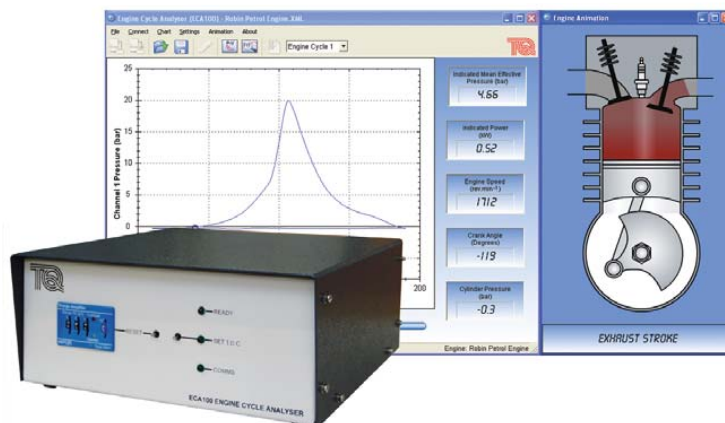 Engine Cycle Analyser (ECA100) - Robin Petrol Engine.XML
File Connect Chart Settings Animation About
Engine Cycle 1
TQ
25
20
15
10
5
0
Channel 1 Pressure (bar)
200
Indicated Mean Effective
Pressure (bar)
4.66
Indicated Power
(kW)
0.52
Engine Speed
(rev.min-1)
1712
Crank Angle
(Degrees)
-119
Cylinder Pressure
(bar)
-0.3
Engine: Robin Petrol Engine
Engine Animation
EXHAUST STROKE
TQ
READY
RESET
SET T.D.C
COMMS
ECA100 ENGINE CYCLE ANALYSER